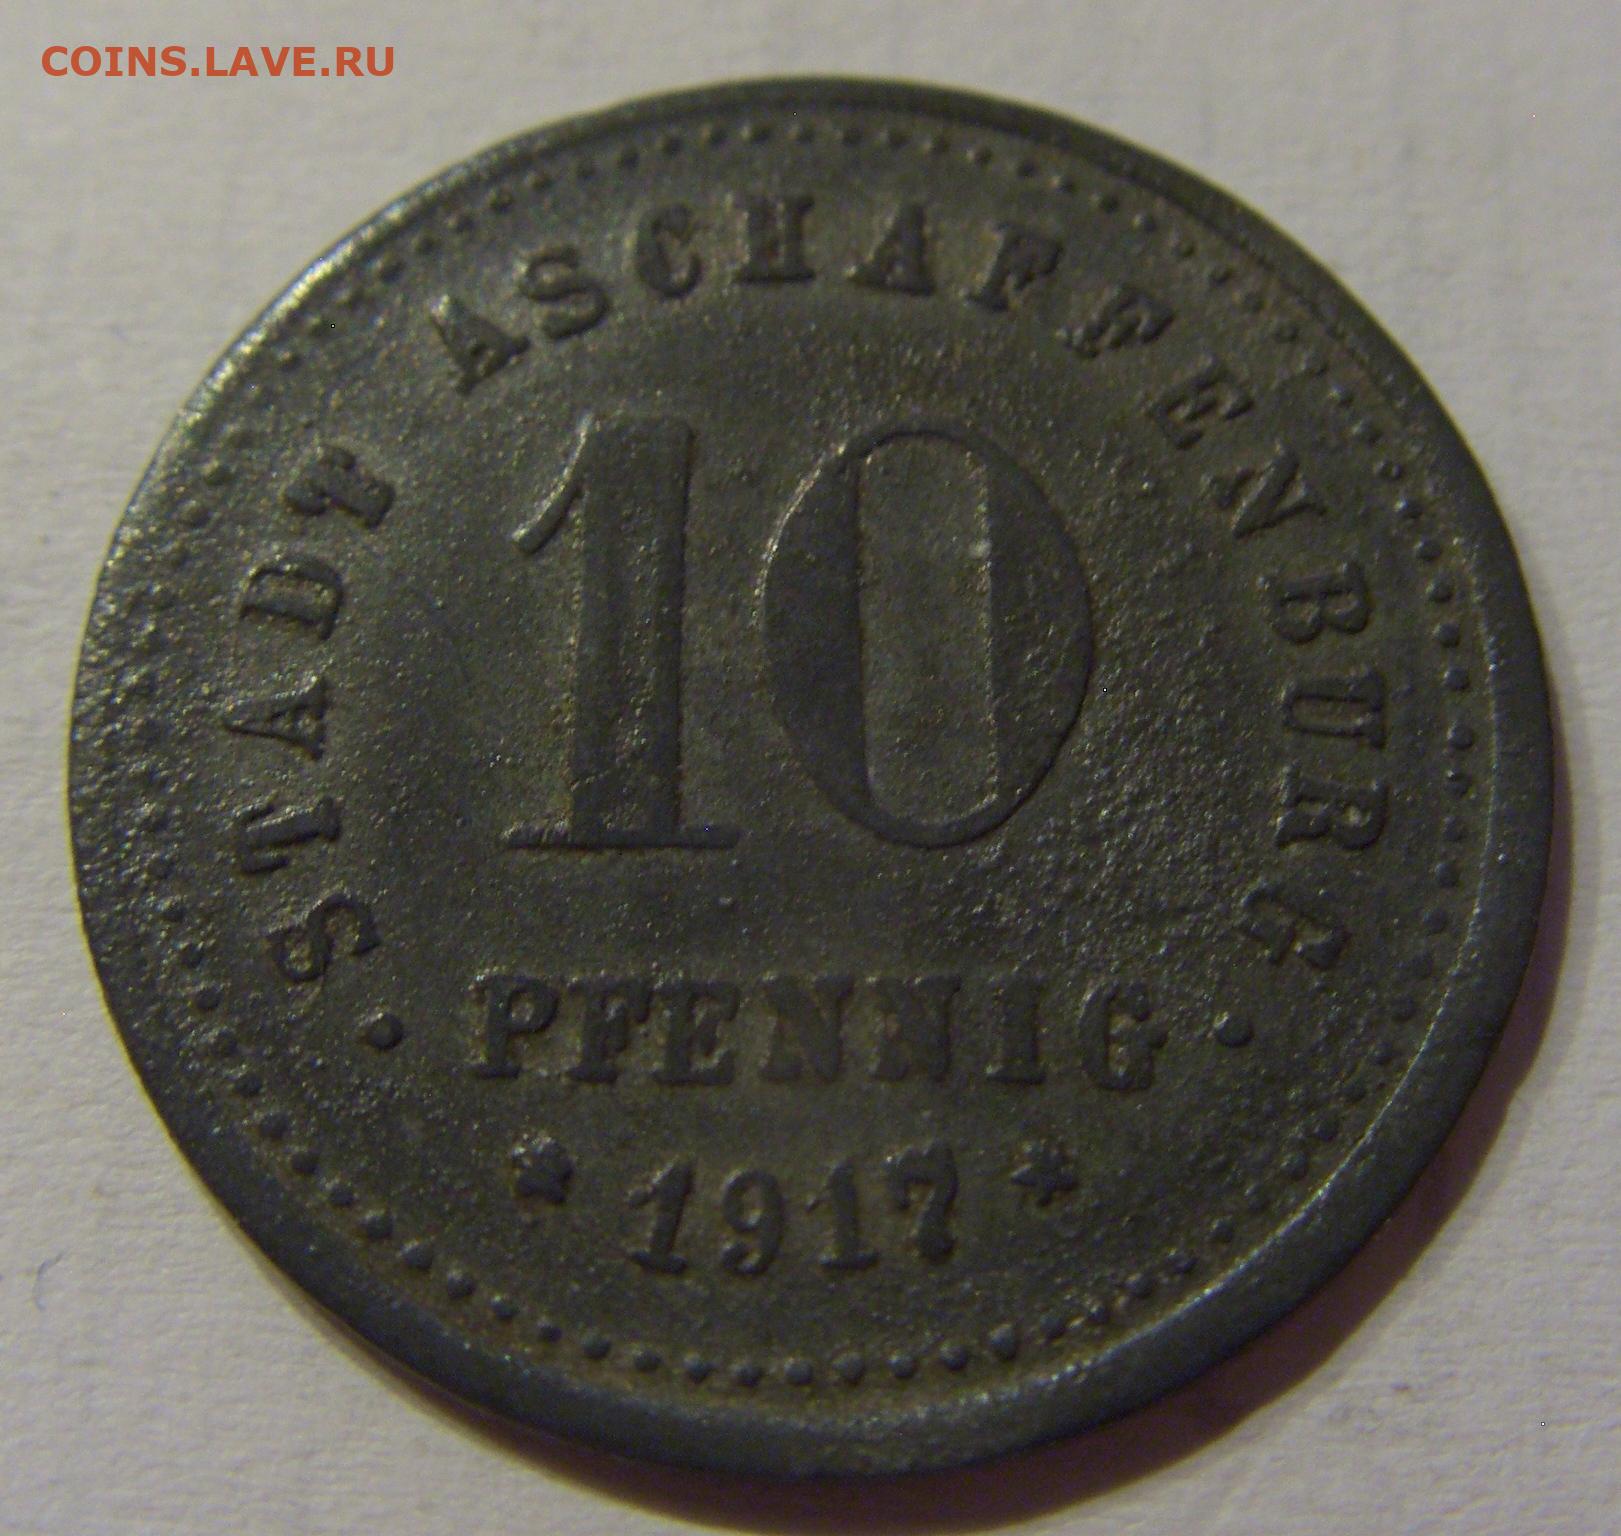 COINS.LAVE.RU
STADT ASCHAFFENBURG
10
PFENNIG
* 1917 *